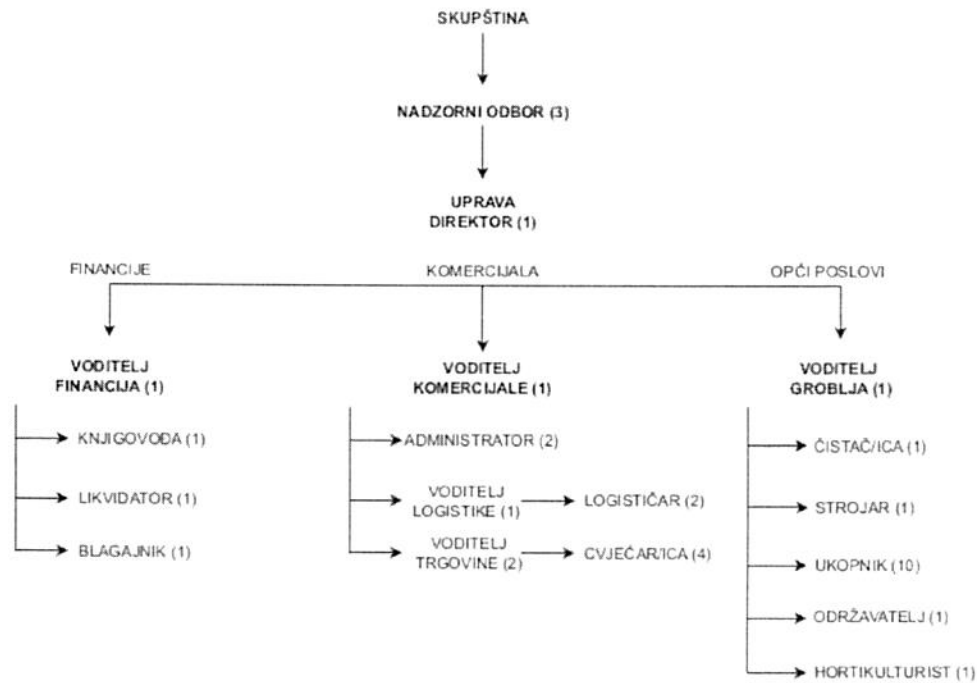 SKUPŠTINA
NADZORNI ODBOR (3)
UPRAVA
DIREKTOR (1)
FINANCIJE
KOMERCIJALA
OPĆI POSLOVI
VODITELJ
FINANCIJA (1)
KNJIGOVOĐA (1)
LIKVIDATOR (1)
BLAGAJNIK (1)
VODITELJ
KOMERCIJALE (1)
ADMINISTRATOR (2)
VODITELJ
LOGISTIKE (1)
LOGISTIČAR (2)
VODITELJ
TRGOVINE (2)
CVJEĆAR/ICA (4)
VODITELJ
GROBLJA (1)
ČISTAČ/ICA (1)
STROJAR (1)
UKOPNIK (10)
ODRŽAVATELJ (1)
HORTIKULTURIST (1)